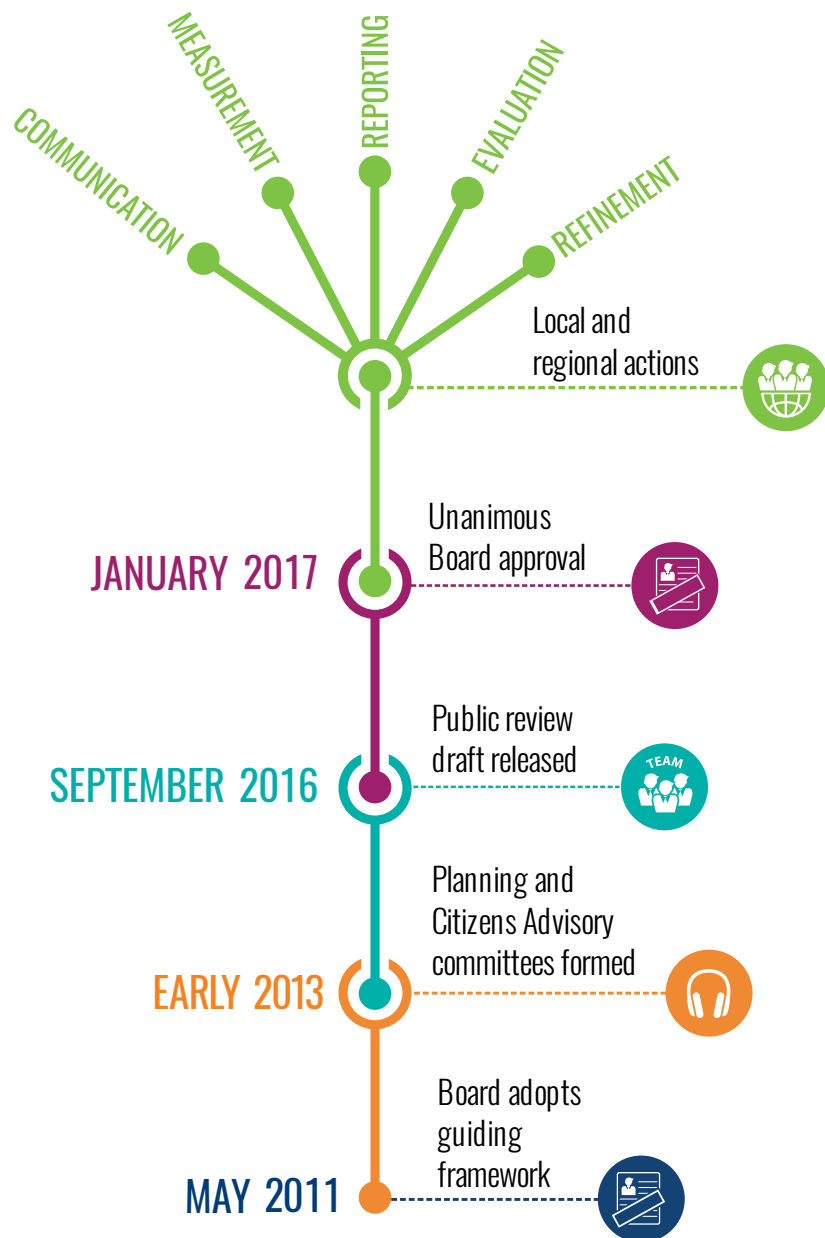 COMMUNICATION
MEASUREMENT
REPORTING
EVALUATION
REFINEMENT
Local and
regional actions
JANUARY 2017
Unanimous
Board approval
SEPTEMBER 2016
Public review
draft released
TEAM
EARLY 2013
Planning and
Citizens Advisory
committees formed
MAY 2011
Board adopts
guiding
framework